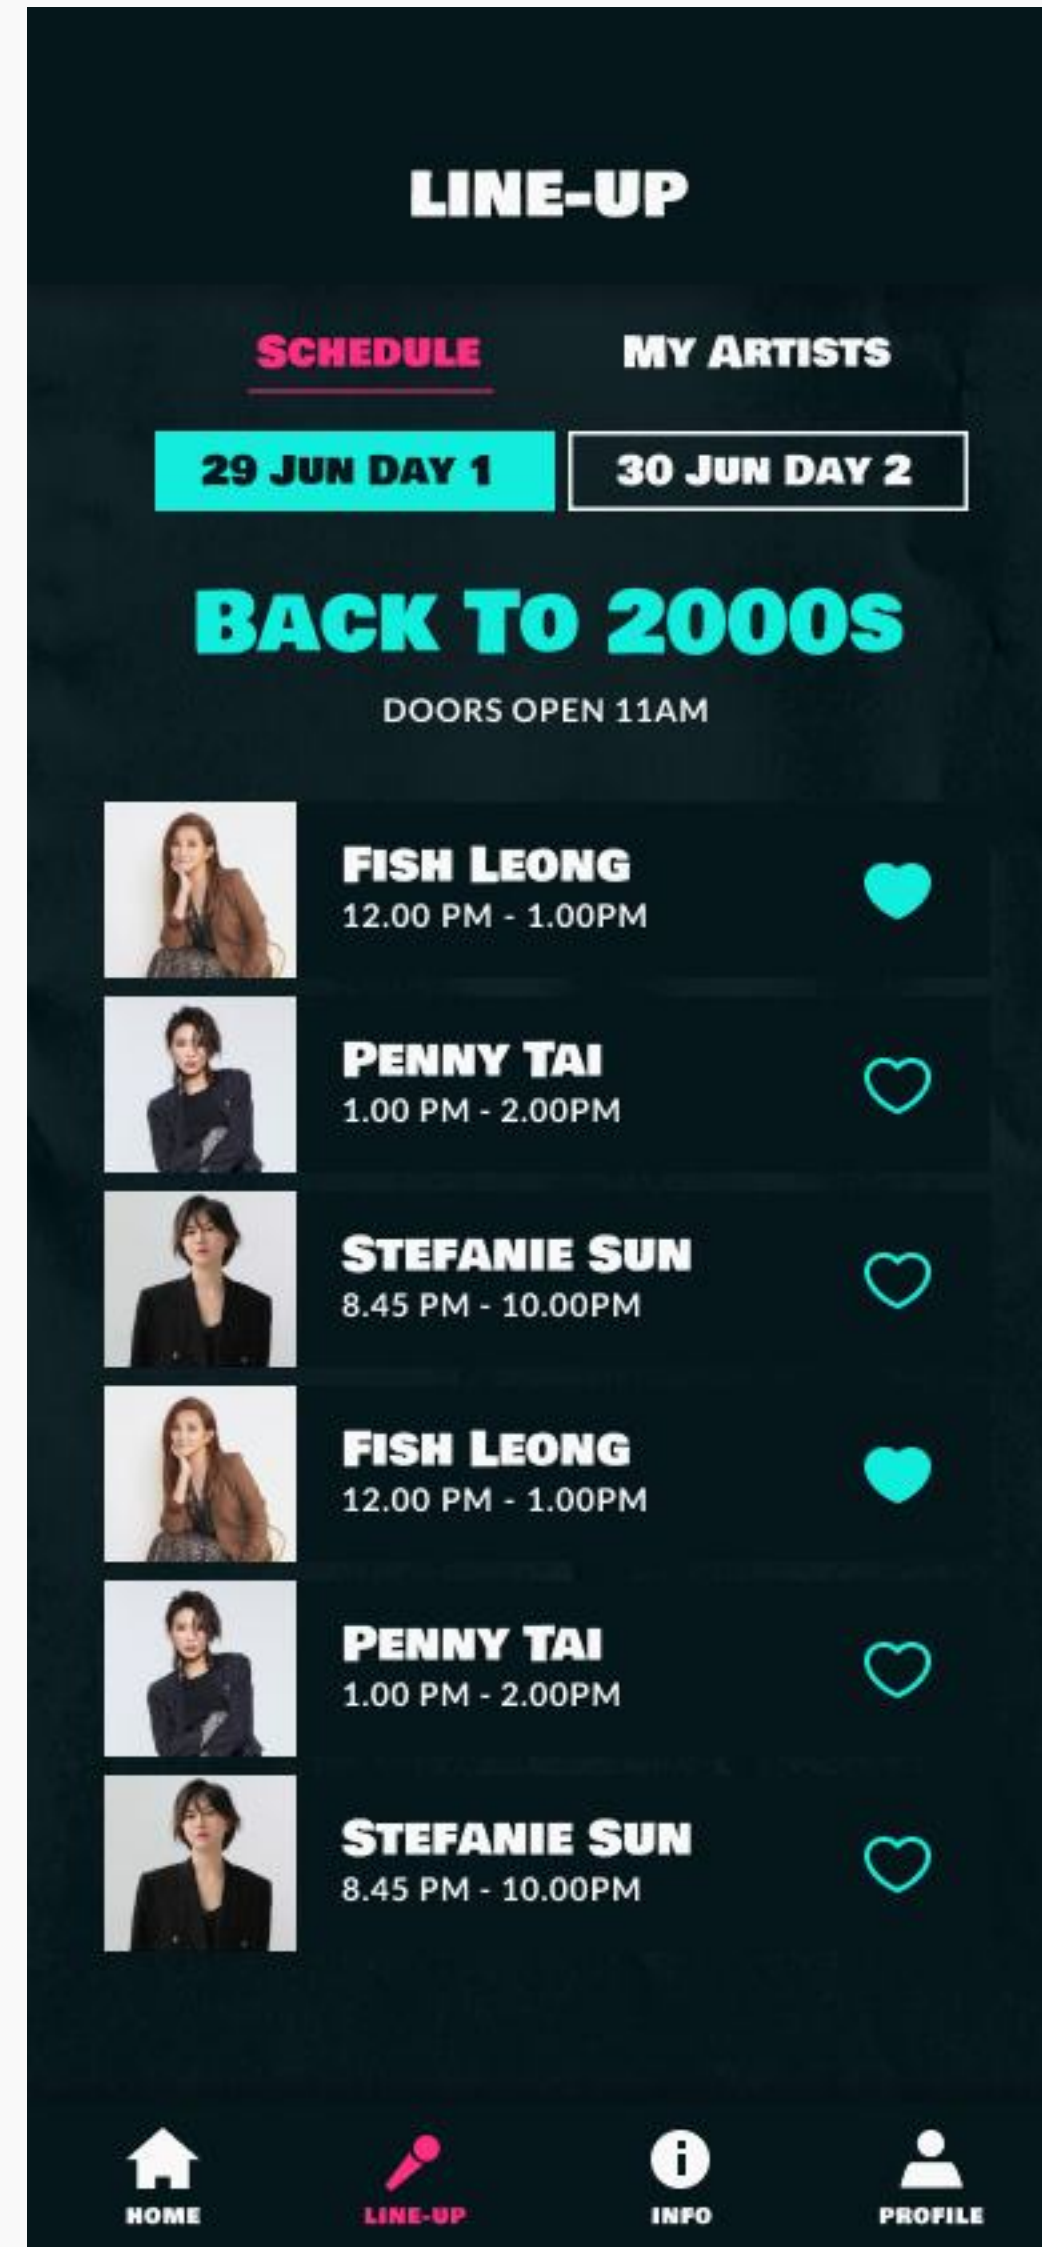 LINE-UP
SCHEDULE MY ARTISTS
29 JUN DAY 1 30 JUN DAY 2
BACK TO 2000S
DOORS OPEN 11AM
FISH LEONG
12.00 PM - 1.00PM
PENNY TAI
1.00 PM - 2.00PM
STEFANIE SUN
8.45 PM - 10.00PM
FISH LEONG
12.00 PM - 1.00PM
PENNY TAI
1.00 PM - 2.00PM
STEFANIE SUN
8.45 PM - 10.00PM
HOME LINE-UP INFO PROFILE